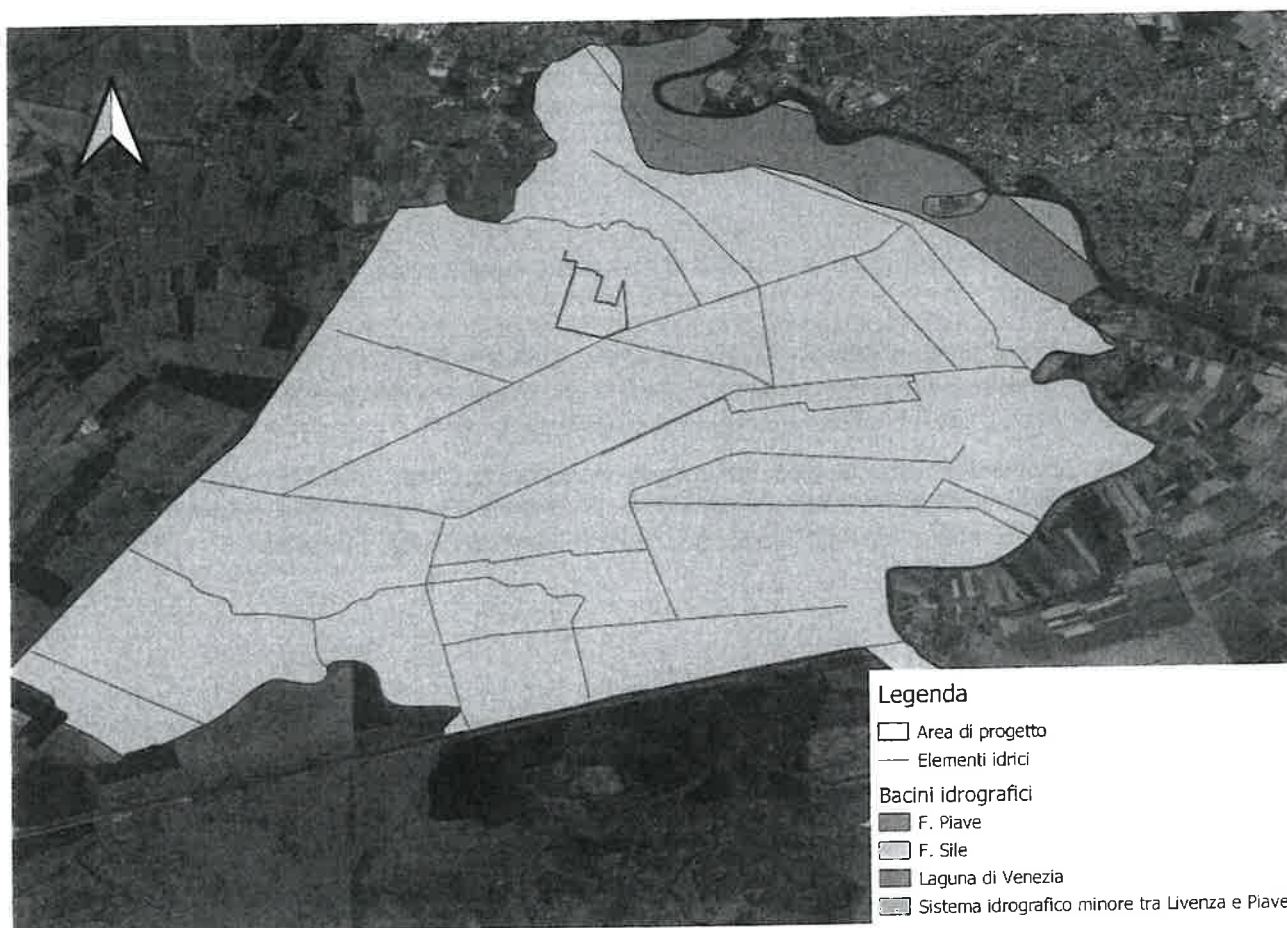 Legenda
Area di progetto
Elementi idrici
Bacini idrografici
F. Piave
F. Sile
Laguna di Venezia
Sistema idrografico minore tra Livenza e Piave